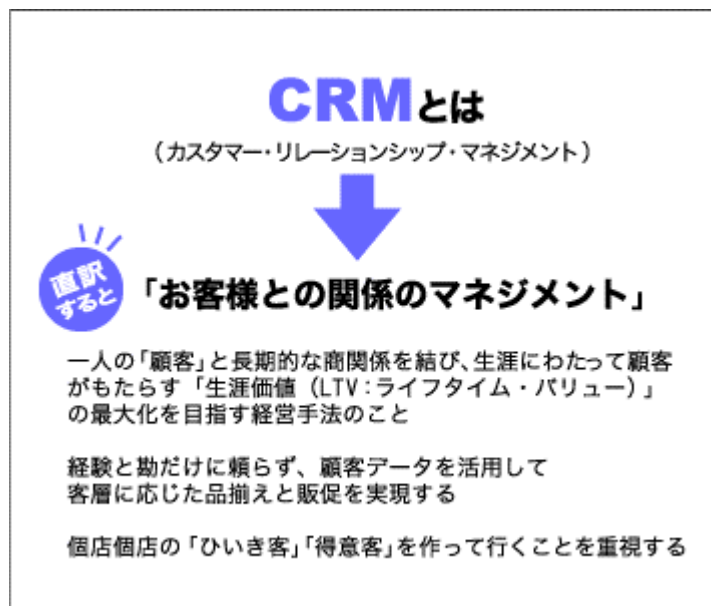 CRMとは
（カスタマー・リレーションシップ・マネジメント）
直訳
すると
「お客様との関係のマネジメント」
一人の「顧客」と長期的な商関係を結び、生涯にわたって顧客
がもたらす「生涯価値（LTV：ライフタイム・バリュー）」
の最大化を目指す経営手法のこと
経験と勘だけに頼らず、顧客データを活用して
客層に応じた品揃えと販促を実現する
個店個店の「ひいき客」「得意客」を作って行くことを重視する